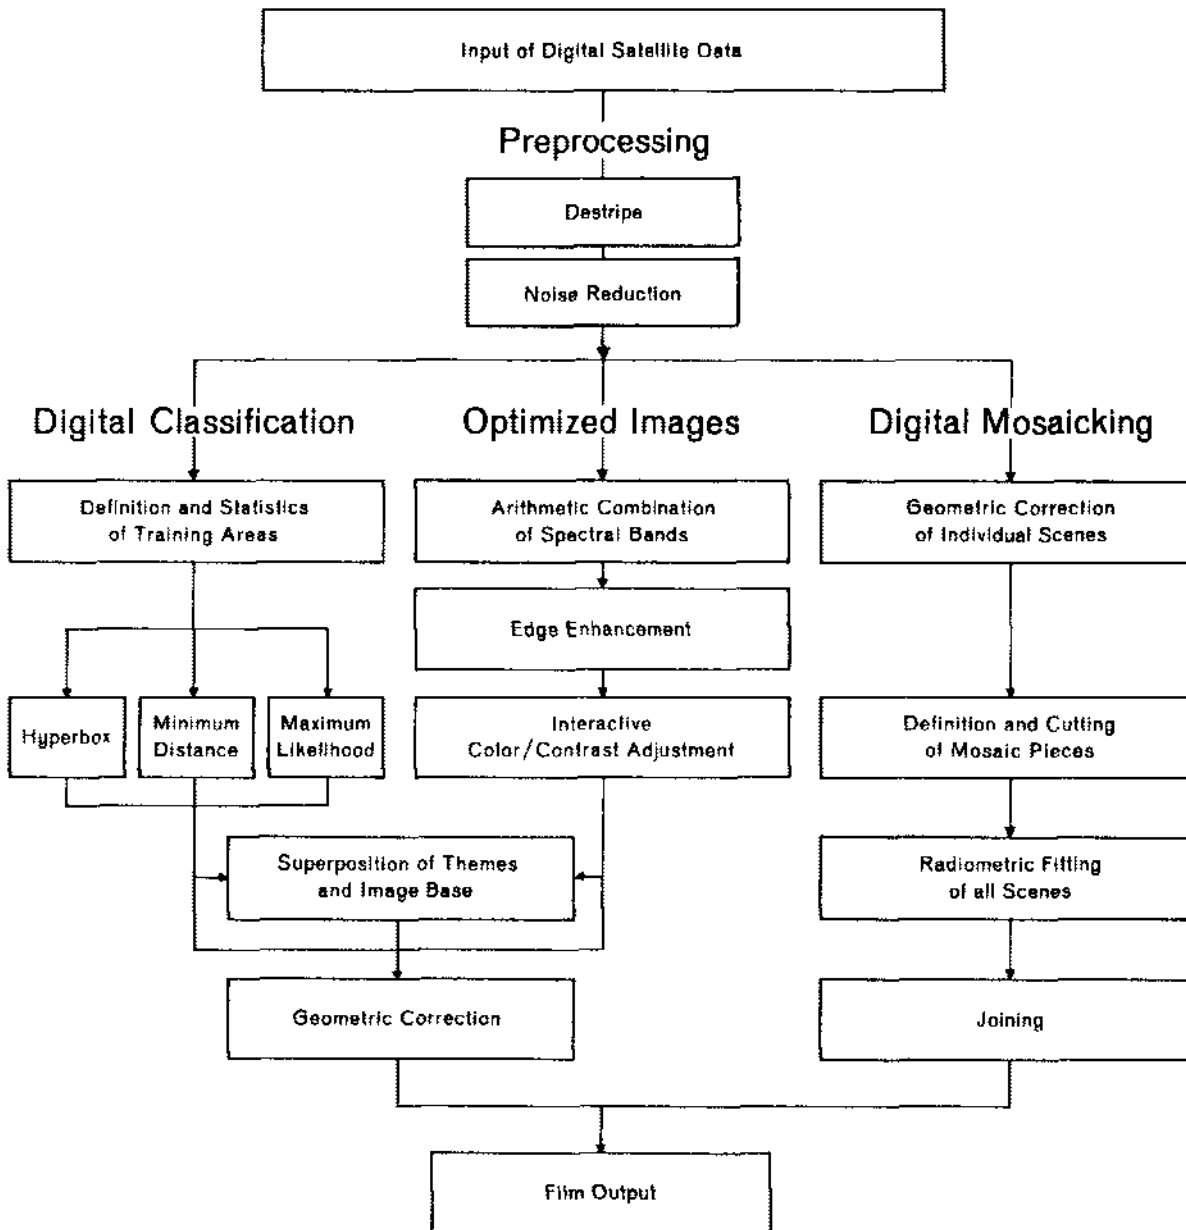 Input of Digital Satellite Data
Preprocessing
Destripe
Noise Reduction
Digital Classification
Optimized Images
Digital Mosaicking
Definition and Statistics
of Training Areas
Arithmetic Combination
of Spectral Bands
Geometric Correction
of Individual Scenes
Edge Enhancement
Hyperbox
Minimum
Distance
Maximum
Likelihood
Interactive
Color/Contrast Adjustment
Definition and Cutting
of Mosaic Pieces
Superposition of Themes
and Image Base
Radiometric Fitting
of all Scenes
Geometric Correction
Joining
Film Output